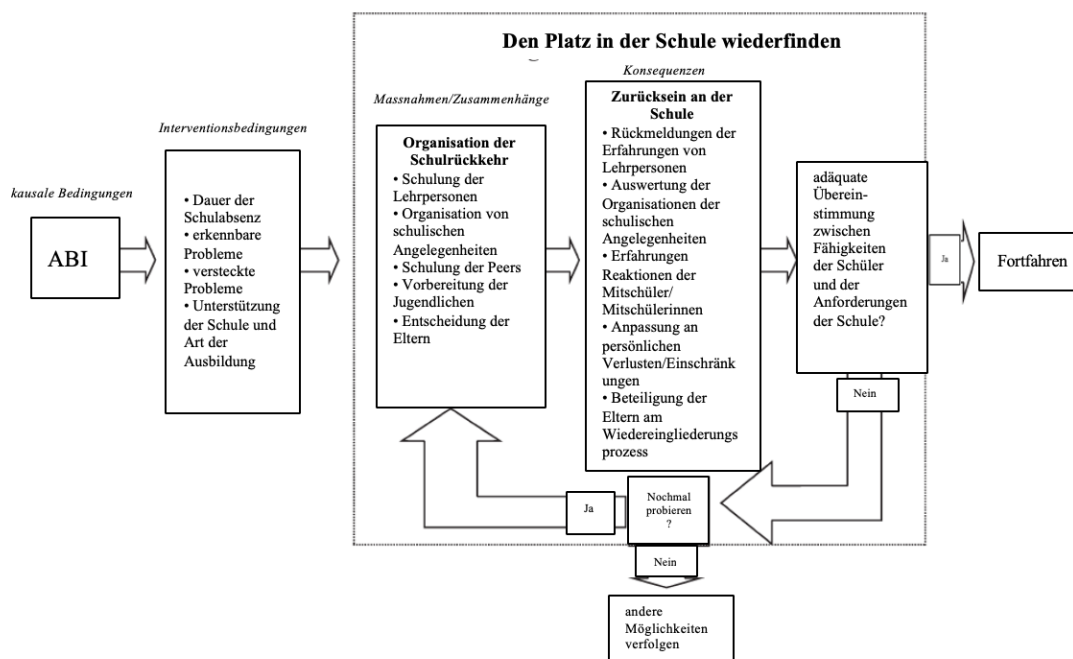 Den Platz in der Schule wiederfinden
Konsequenzen
Massnahmen/Zusammenhänge
Interventionsbedingungen
kausale Bedingungen
ABI
• Dauer der
Schulabsenz
• erkennbare
Probleme
• versteckte
Probleme
• Unterstützung
der Schule und
Art der
Ausbildung
Organisation der
Schulrückkehr
• Schulung der
Lehrpersonen
• Organisation von
schulischen
Angelegenheiten
• Schulung der Peers
• Vorbereitung der
Jugendlichen
• Entscheidung der
Eltern
Zurücksein an der
Schule
• Rückmeldungen der
Erfahrungen von
Lehrpersonen
• Auswertung der
Organisationen der
schulischen
Angelegenheiten
• Erfahrungen
Reaktionen der
Mitschüler/
Mitschülerinnen
• Anpassung an
persönlichen
Verlusten/Einschränk
ungen
• Beteiligung der
Eltern am
Wiedereingliederungs
prozess
adäquate
Überein-
stimmung
zwischen
Fähigkeiten
der Schüler
und der
Anforderungen
der Schule?
Ja
Fortfahren
Nein
Nochmal
probieren
?
Ja
Nein
andere
Möglichkeiten
verfolgen